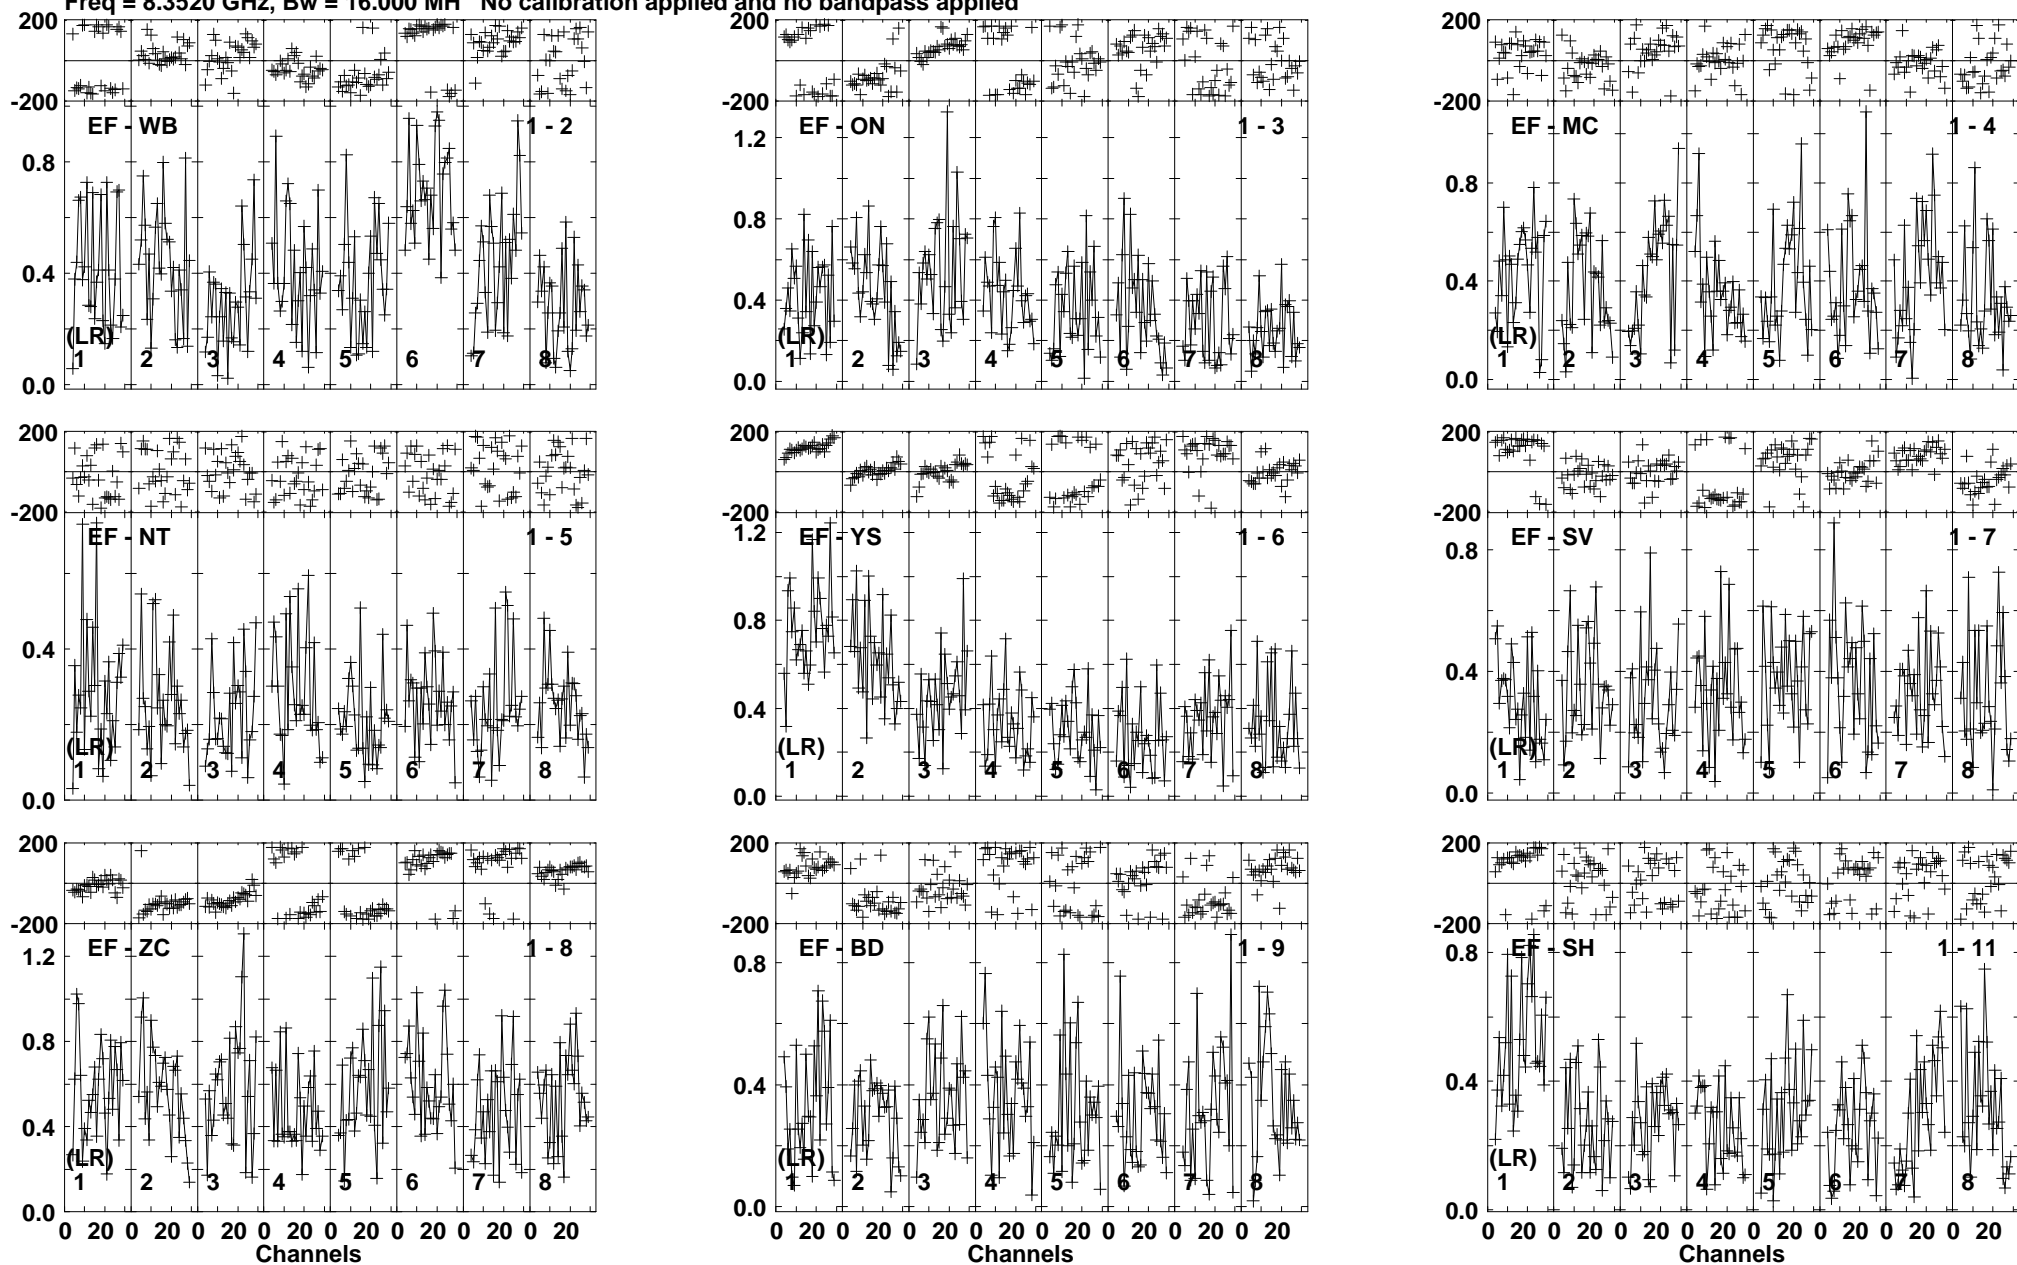 Freq = 8.3520 GHz, Bw = 16.000 MH No calibration applied and no bandpass applied
200 200 200
-200 -200 -200
EF - WB 1 - 2 EF - ON 1 - 3 EF - MC 1 - 4
1.2
0.8 0.8 0.8
0.4 0.4 0.4
(LR) (LR) (LR)
1 2 3 4 5 6 7 8 1 2 3 4 5 6 7 8 1 2 3 4 5 6 7 8
0.0 0.0 0.0
200 200 200
-200 -200 -200
EF - NT 1 - 5 EF - YS 1 - 6 EF - SV 1 - 7
1.2
0.8 0.8
0.4 0.4 0.4
(LR) (LR) (LR)
1 2 3 4 5 6 7 8 1 2 3 4 5 6 7 8 1 2 3 4 5 6 7 8
0.0 0.0 0.0
200 200 200
-200 -200 -200
EF - ZC 1 - 8 EF - BD 1 - 9 EF - SH 1 - 11
1.2
0.8 0.8 0.8
0.4 0.4 0.4
(LR) (LR) (LR)
1 2 3 4 5 6 7 8 1 2 3 4 5 6 7 8 1 2 3 4 5 6 7 8
0.0 0.0 0.0
0 20 0 20 0 20 0 20 0 20 0 20 0 20 0 20 0 20 0 20 0 20 0 20 0 20 0 20 0 20 0 20 0 20 0 20 0 20 0 20 0 20 0 20 0 20 0 20
Channels Channels Channels